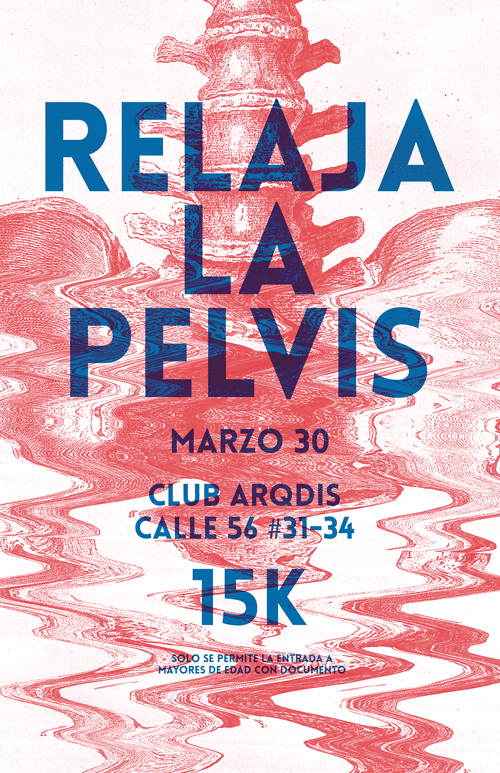 RELAJA
LA
PELVIS
MARZO 30
CLUB ARQDIS
CALLE 56 #31-34
15K
SOLO SE PERMITE LA ENTRADA A
MAYORES DE EDAD CON DOCUMENTO